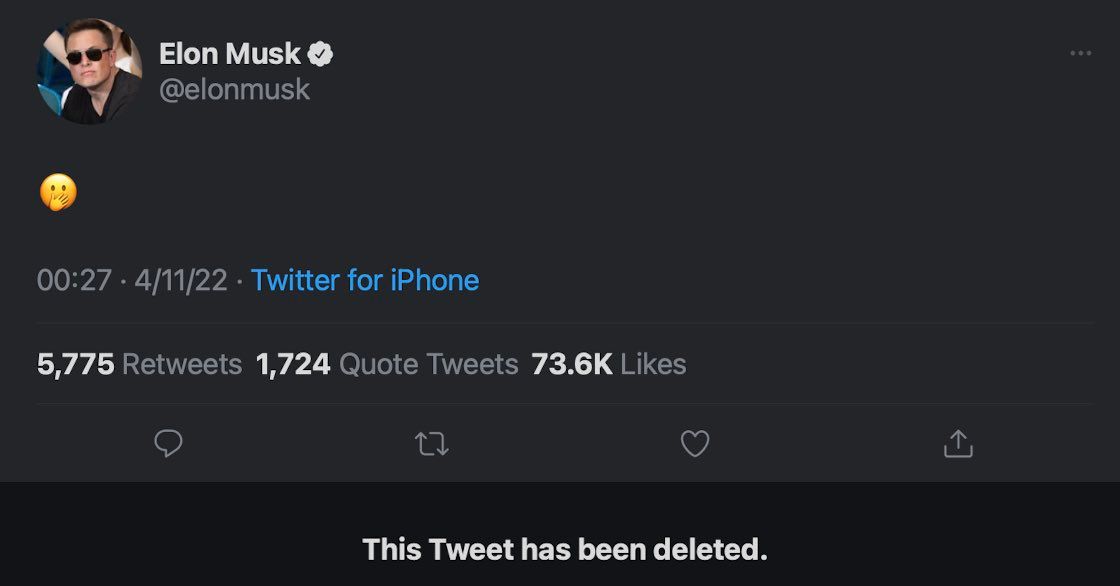 Elon Musk
@elonmusk
🤭
00:27 · 4/11/22 · Twitter for iPhone
5,775 Retweets 1,724 Quote Tweets 73.6K Likes
This Tweet has been deleted.